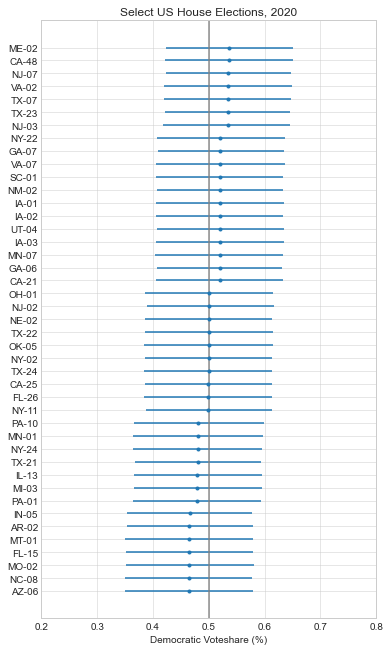 Select US House Elections, 2020
ME-02
CA-48
NJ-07
VA-02
TX-07
TX-23
NJ-03
NY-22
GA-07
VA-07
SC-01
NM-02
IA-01
IA-02
UT-04
IA-03
MN-07
GA-06
CA-21
OH-01
NJ-02
NE-02
TX-22
OK-05
NY-02
TX-24
CA-25
FL-26
NY-11
PA-10
MN-01
NY-24
TX-21
IL-13
MI-03
PA-01
IN-05
AR-02
MT-01
FL-15
MO-02
NC-08
AZ-06
0.2 0.3 0.4 0.5 0.6 0.7 0.8
Democratic Voteshare (%)